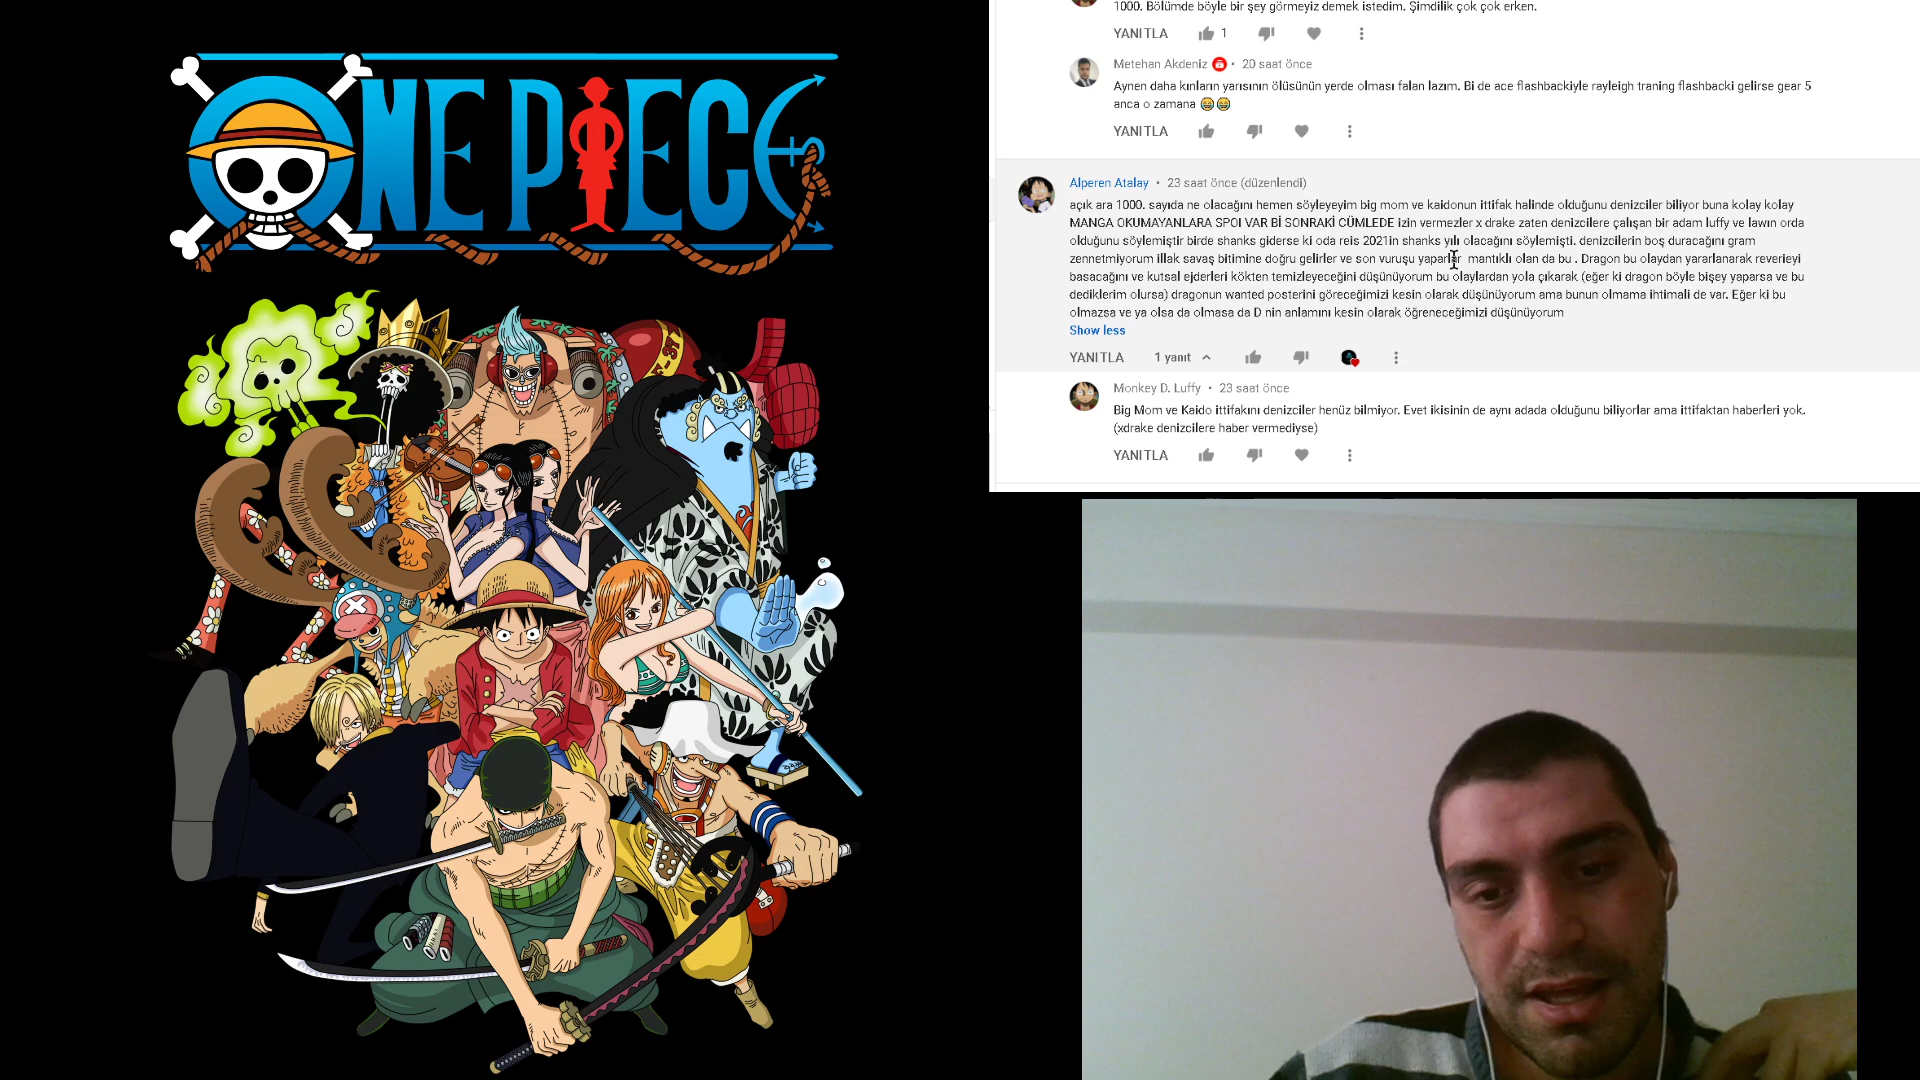 ONE PIECE
1000. Bölümde böyle bir şey görmeyiz demek istedim. Şimdilik çok çok erken.
YANITLA 1
Metehan Akdeniz • 20 saat önce
Aynen daha kınların yarısının ölüsünün yerde olması falan lazım. Bi de ace flashbackiyle rayleigh traning flashbacki gelirse gear 5
anca o zaman 😂😂
YANITLA
Alperen Atalay • 23 saat önce (düzenlendi)
açık ara 1000. sayıda ne olacağını hemen söyleyeyim big mom ve kaidonun ittifak halinde olduğunu denizciler biliyor buna kolay kolay
MANGA OKUMAYANLARA SPOI VAR Bİ SONRAKİ CÜMLEDE izin vermezler x drake zaten denizcilere çalışan bir adam luffy ve lawın orda
olduğunu söylemiştir birde shanks giderse ki oda reis 2021in shanks yılı olacağını söylemişti. denizcilerin boş duracağını gram
zennetmiyorum illak savaş bitimine doğru gelirler ve son vuruşu yaparlar mantıklı olan da bu . Dragon bu olaydan yararlanarak reverieyi
basacağını ve kutsal ejderleri kökten temizleyeceğini düşünüyorum bu olaylardan yola çıkarak (eğer ki dragon böyle bişey yaparsa ve bu
dediklerim olursa) dragonun wanted posterini göreceğimizi kesin olarak düşünüyorum ama bunun olmama ihtimali de var. Eğer ki bu
olmazsa ve ya olsa da olmasa da D nin anlamını kesin olarak öğreneceğimizi düşünüyorum
Show less
YANITLA 1 yanıt
Monkey D. Luffy • 23 saat önce
Big Mom ve Kaido ittifakını denizciler henüz bilmiyor. Evet ikisinin de aynı adada olduğunu biliyorlar ama ittifaktan haberleri yok.
(xdrake denizcilere haber vermediyse)
YANITLA